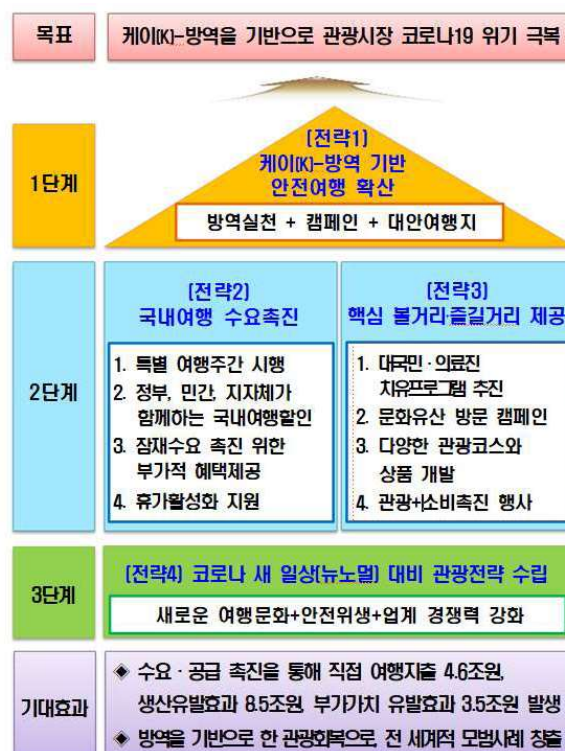 목표
케이(K)-방역을 기반으로 관광시장 코로나19 위기 극복
1단계
(전략1)
케이(K)-방역 기반
안전여행 확산
방역실천 + 캠페인 + 대안여행지
2단계
(전략2)
국내여행 수요촉진
1. 특별 여행주간 시행
2. 정부, 민간, 지자체가
함께하는 국내여행할인
3. 잠재수요 촉진 위한
부가적 혜택제공
4. 휴가활성화 지원
(전략3)
핵심 볼거리·즐길거리 제공
1. 대국민·의료진
치유프로그램 추진
2. 문화유산 방문 캠페인
3. 다양한 관광코스와
상품 개발
4. 관광+소비촉진 행사
3단계
(전략4) 코로나 새 일상(뉴노멀) 대비 관광전략 수립
새로운 여행문화+안전위생+업계 경쟁력 강화
기대효과
◈ 수요·공급 촉진을 통해 직접 여행지출 4.6조원,
생산유발효과 8.5조원, 부가가치 유발효과 3.5조원 발생
◈ 방역을 기반으로 한 관광회복으로, 전 세계적 모범사례 창출